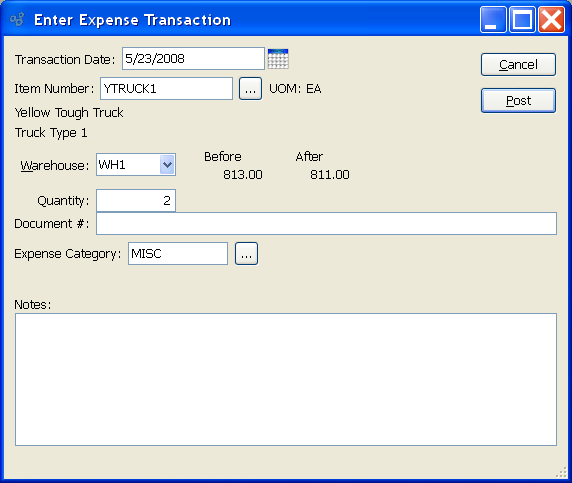 Enter Expense Transaction
Transaction Date: 5/23/2008
Cancel
Item Number: YTRUCK1 ... UOM: EA
Post
Yellow Tough Truck
Truck Type 1
Before After
Warehouse: WH1 813.00 811.00
Quantity: 2
Document #:
Expense Category: MISC ...
Notes: